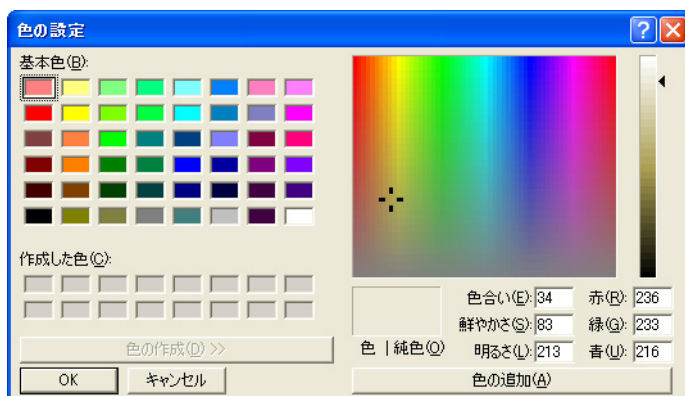 色の設定
基本色(B):
作成した色(C):
色の作成(D) >>
OK
キャンセル
色 | 純色(O)
色合い(E): 34
鮮やかさ(S): 83
明るさ(L): 213
赤(R): 236
緑(G): 233
青(U): 216
色の追加(A)